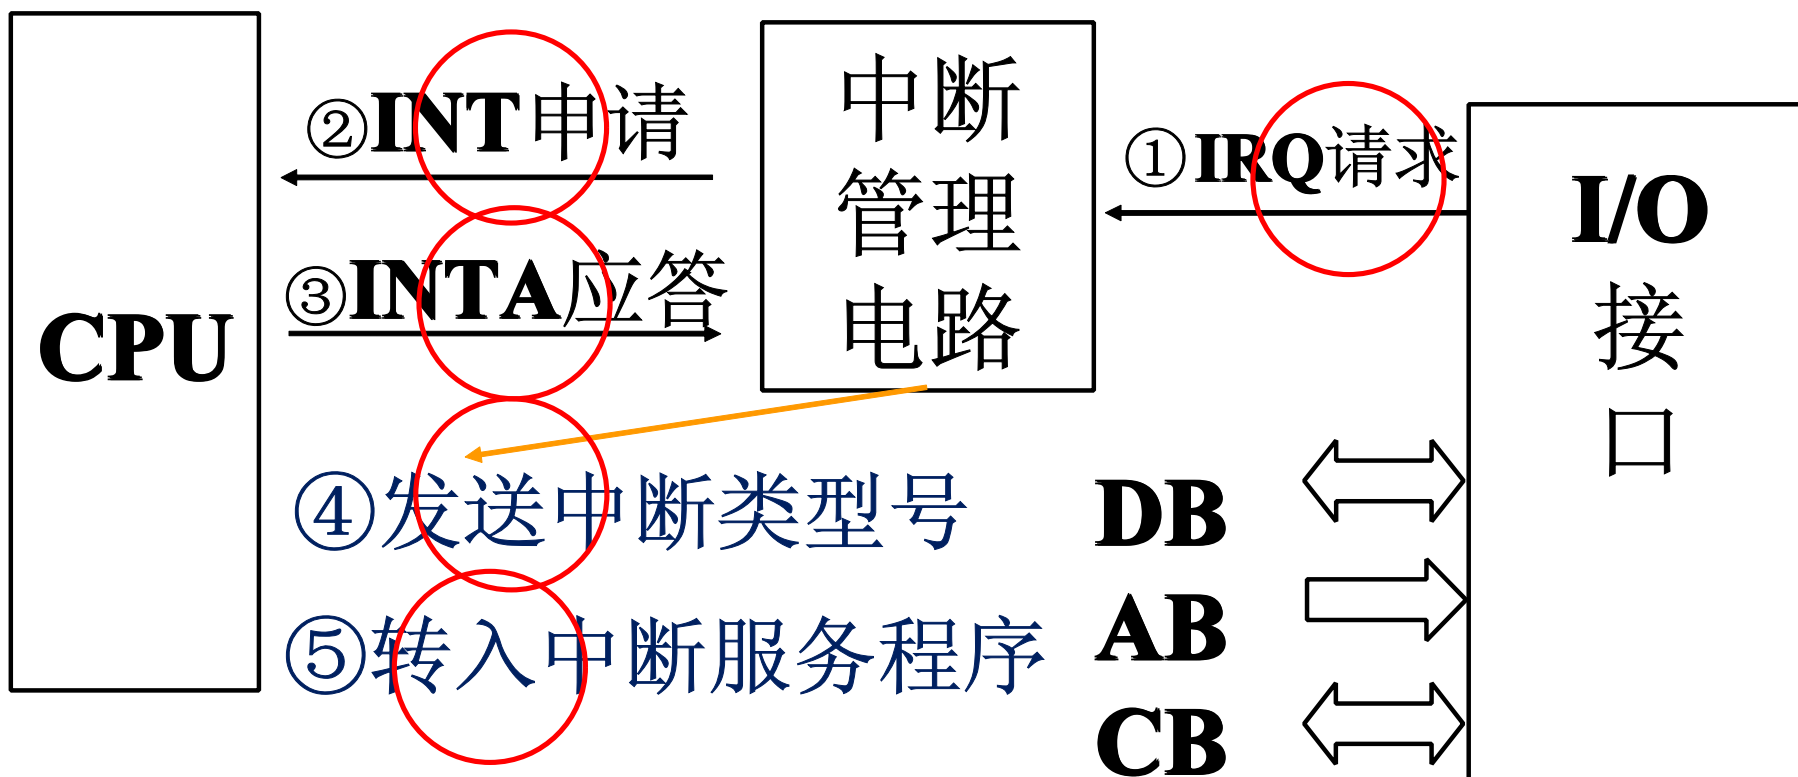 CPU
②INT申请
③INTA应答
中断
管理
电路
①IRQ请求
I/O
接
口
④发送中断类型号
⑤转入中断服务程序
DB
AB
CB